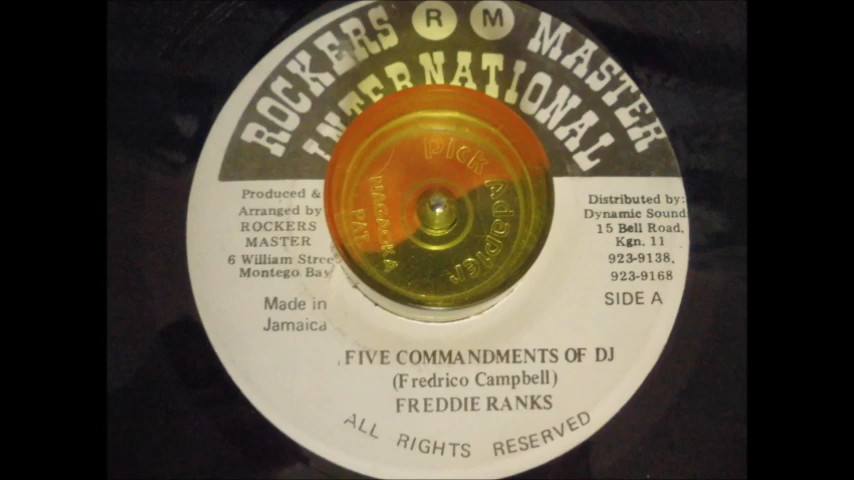 ROCKERS R M MASTER
INTERNATIONAL
pick Adapter
NAGAOKA
PAT.
Produced &
Arranged by
ROCKERS
MASTER
6 William Stree
Montego Bay
Made in
Jamaica
Distributed by:
Dynamic Sound
15 Bell Road,
Kgn. 11
923-9138,
923-9168
SIDE A
FIVE COMMANDMENTS OF DJ
(Fredrico Campbell)
FREDDIE RANKS
ALL RIGHTS RESERVED